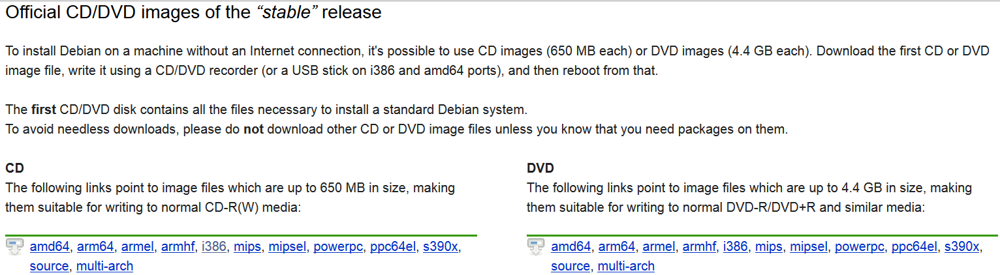 Official CD/DVD images of the “stable” release
To install Debian on a machine without an Internet connection, it's possible to use CD images (650 MB each) or DVD images (4.4 GB each). Download the first CD or DVD
image file, write it using a CD/DVD recorder (or a USB stick on i386 and amd64 ports), and then reboot from that.
The first CD/DVD disk contains all the files necessary to install a standard Debian system.
To avoid needless downloads, please do not download other CD or DVD image files unless you know that you need packages on them.
CD
The following links point to image files which are up to 650 MB in size, making
them suitable for writing to normal CD-R(W) media:
amd64, arm64, armel, armhf, i386, mips, mipsel, powerpc, ppc64el, s390x,
source, multi-arch
DVD
The following links point to image files which are up to 4.4 GB in size, making
them suitable for writing to normal DVD-R/DVD+R and similar media:
amd64, arm64, armel, armhf, i386, mips, mipsel, powerpc, ppc64el, s390x,
source, multi-arch